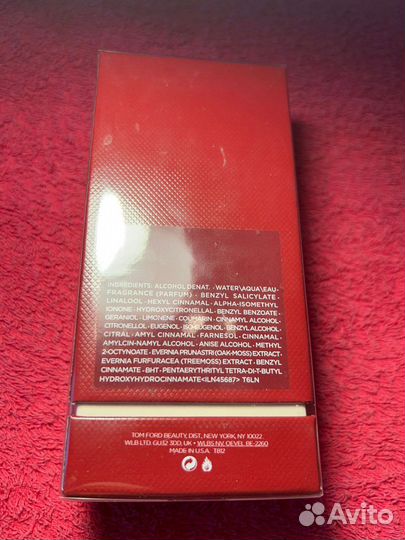 INGREDIENTS: ALCOHOL DENAT. • WATER\AQUA\EAU •
FRAGRANCE (PARFUM) • BENZYL SALICYLATE •
LINALOOL • HEXYL CINNAMAL • ALPHA-ISOMETHYL
IONONE • HYDROXYCITRONELLAL • BENZYL BENZOATE •
GERANIOL • LIMONENE • COUMARIN • CINNAMYL ALCOHOL •
CITRONELLOL • EUGENOL • ISOEUGENOL • BENZYL ALCOHOL •
CITRAL • AMYL CINNAMAL • FARNESOL • CINNAMAL •
AMYLCIN-NAMYL ALCOHOL • ANISE ALCOHOL • METHYL
2-OCTYNOATE • EVERNIA PRUNASTRI (OAK-MOSS) EXTRACT •
EVERNIA FURFURACEA (TREEMOSS) EXTRACT • BENZYL
CINNAMATE • BHT • PENTAERYTHRITYL TETRA-DI-T-BUTYL
HYDROXYHYDROCINNAMATE <ILN45687> T6LN
TOM FORD BEAUTY, DIST., NEW YORK, NY 10022
WLB LTD. GU32 3DD, UK • WLBS NV. OEVEL BE-2260
MADE IN U.S.A. T812
Avito